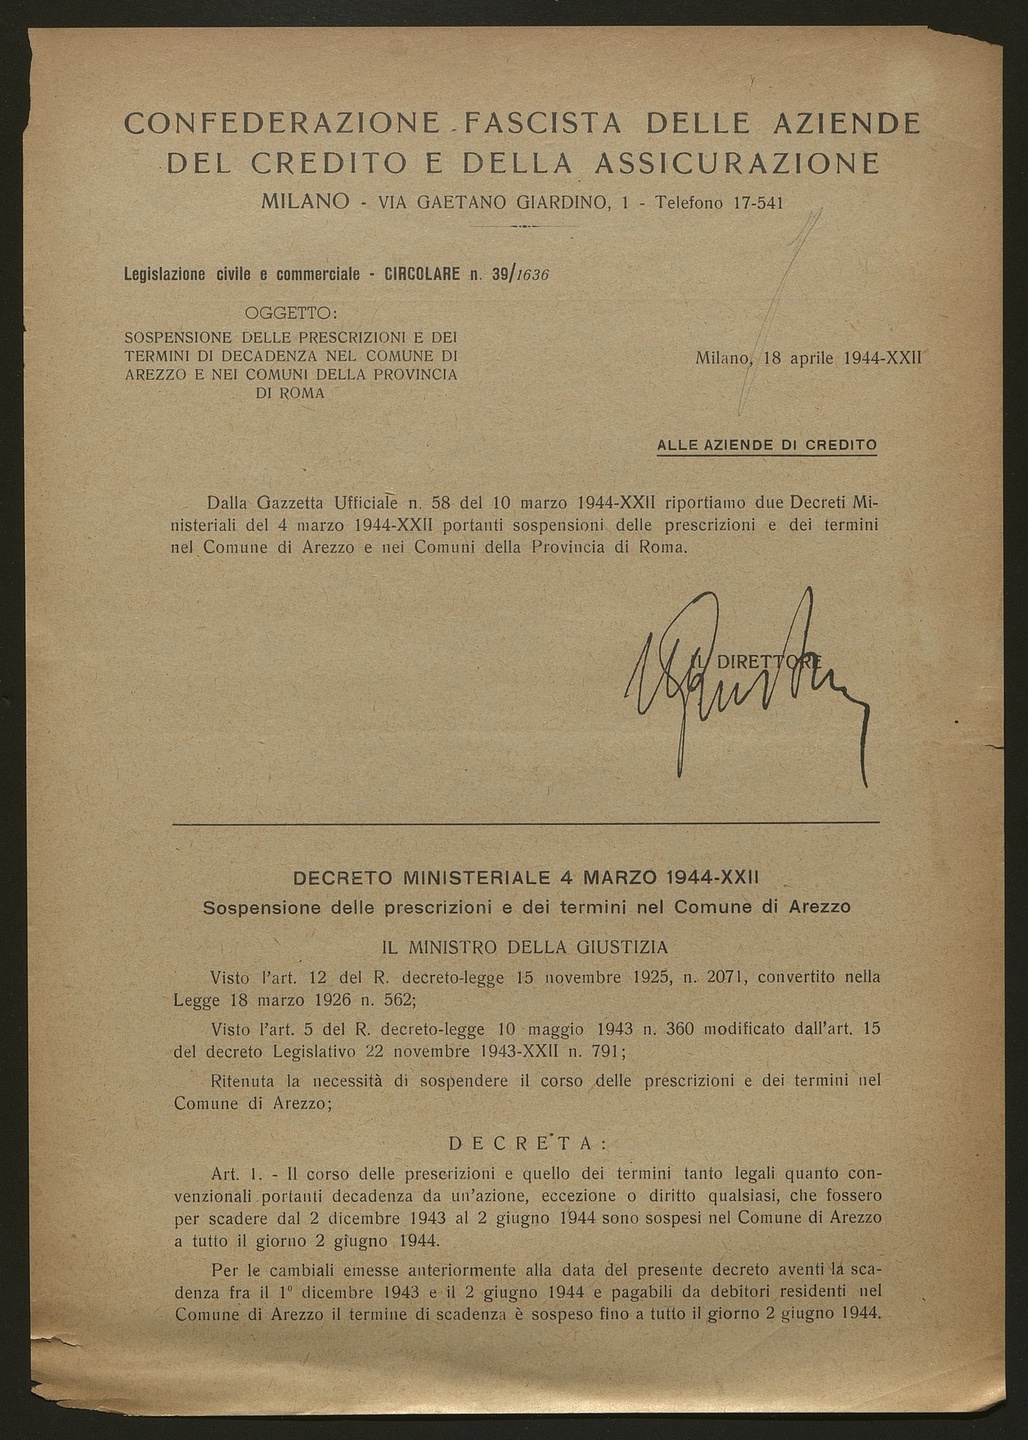 CONFEDERAZIONE FASCISTA DELLE AZIENDE
DEL CREDITO E DELLA ASSICURAZIONE
MILANO - VIA GAETANO GIARDINO, 1 - Telefono 17-541
Legislazione civile e commerciale - CIRCOLARE n. 39/1636
OGGETTO:
SOSPENSIONE DELLE PRESCRIZIONI E DEI
TERMINI DI DECADENZA NEL COMUNE DI
AREZZO E NEI COMUNI DELLA PROVINCIA
DI ROMA
Milano, 18 aprile 1944-XXII
ALLE AZIENDE DI CREDITO
Dalla Gazzetta Ufficiale n. 58 del 10 marzo 1944-XXII riportiamo due Decreti Mi-
nisteriali del 4 marzo 1944-XXII portanti sospensioni delle prescrizioni e dei termini
nel Comune di Arezzo e nei Comuni della Provincia di Roma.
IL DIRETTORE
DECRETO MINISTERIALE 4 MARZO 1944-XXII
Sospensione delle prescrizioni e dei termini nel Comune di Arezzo
IL MINISTRO DELLA GIUSTIZIA
Visto l'art. 12 del R. decreto-legge 15 novembre 1925, n. 2071, convertito nella
Legge 18 marzo 1926 n. 562;
Visto l'art. 5 del R. decreto-legge 10 maggio 1943 n. 360 modificato dall'art. 15
del decreto Legislativo 22 novembre 1943-XXII n. 791;
Ritenuta la necessità di sospendere il corso delle prescrizioni e dei termini nel
Comune di Arezzo;
DECRETA:
Art. 1. - Il corso delle prescrizioni e quello dei termini tanto legali quanto con-
venzionali portanti decadenza da un'azione, eccezione o diritto qualsiasi, che fossero
per scadere dal 2 dicembre 1943 al 2 giugno 1944 sono sospesi nel Comune di Arezzo
a tutto il giorno 2 giugno 1944.
Per le cambiali emesse anteriormente alla data del presente decreto aventi la sca-
denza fra il 1º dicembre 1943 e il 2 giugno 1944 e pagabili da debitori residenti nel
Comune di Arezzo il termine di scadenza è sospeso fino a tutto il giorno 2 giugno 1944.